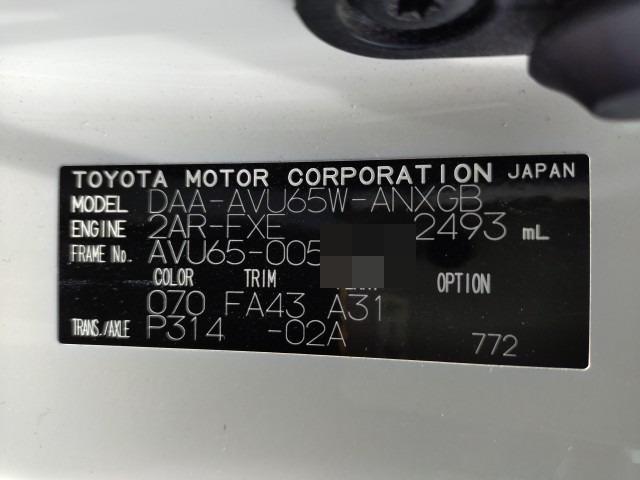 TOYOTA MOTOR CORPORATION JAPAN
MODEL DAA-AVU65W-ANXGB
ENGINE 2AR-FXE 2493 mL
FRAME No. AVU65-005
COLOR TRIM OPTION
070 FA43 A31
TRANS./AXLE P314 -02A
772